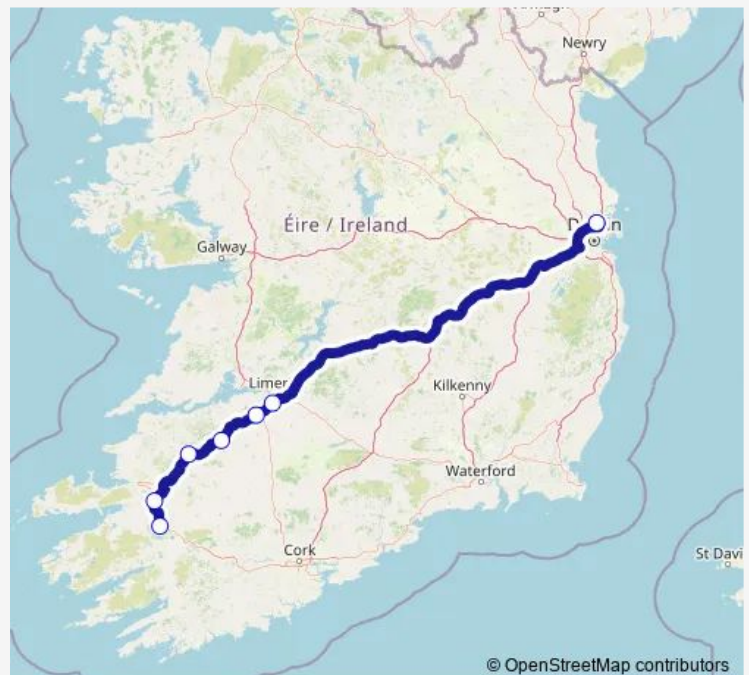 Newry
Éire / Ireland
Galway
Limer
Kilkenny
Waterford
Cork
St Davi
© OpenStreetMap contributors